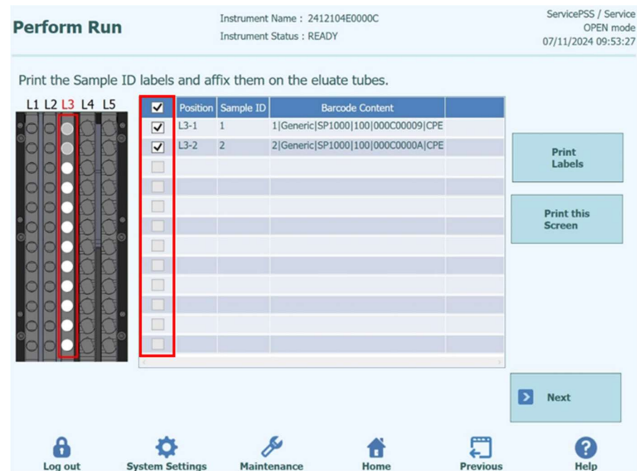 Perform Run
Instrument Name : 2412104E0000C
Instrument Status : READY
ServicePSS / Service
OPEN mode
07/11/2024 09:53:27
Print the Sample ID labels and affix them on the eluate tubes.
L1 L2 L3 L4 L5
Position Sample ID Barcode Content
L3-1 1 1|Generic|SP1000|100|000C00009|CPE
L3-2 2 2|Generic|SP1000|100|000C0000A|CPE
Print
Labels
Print this
Screen
Next
Log out System Settings Maintenance Home Previous Help